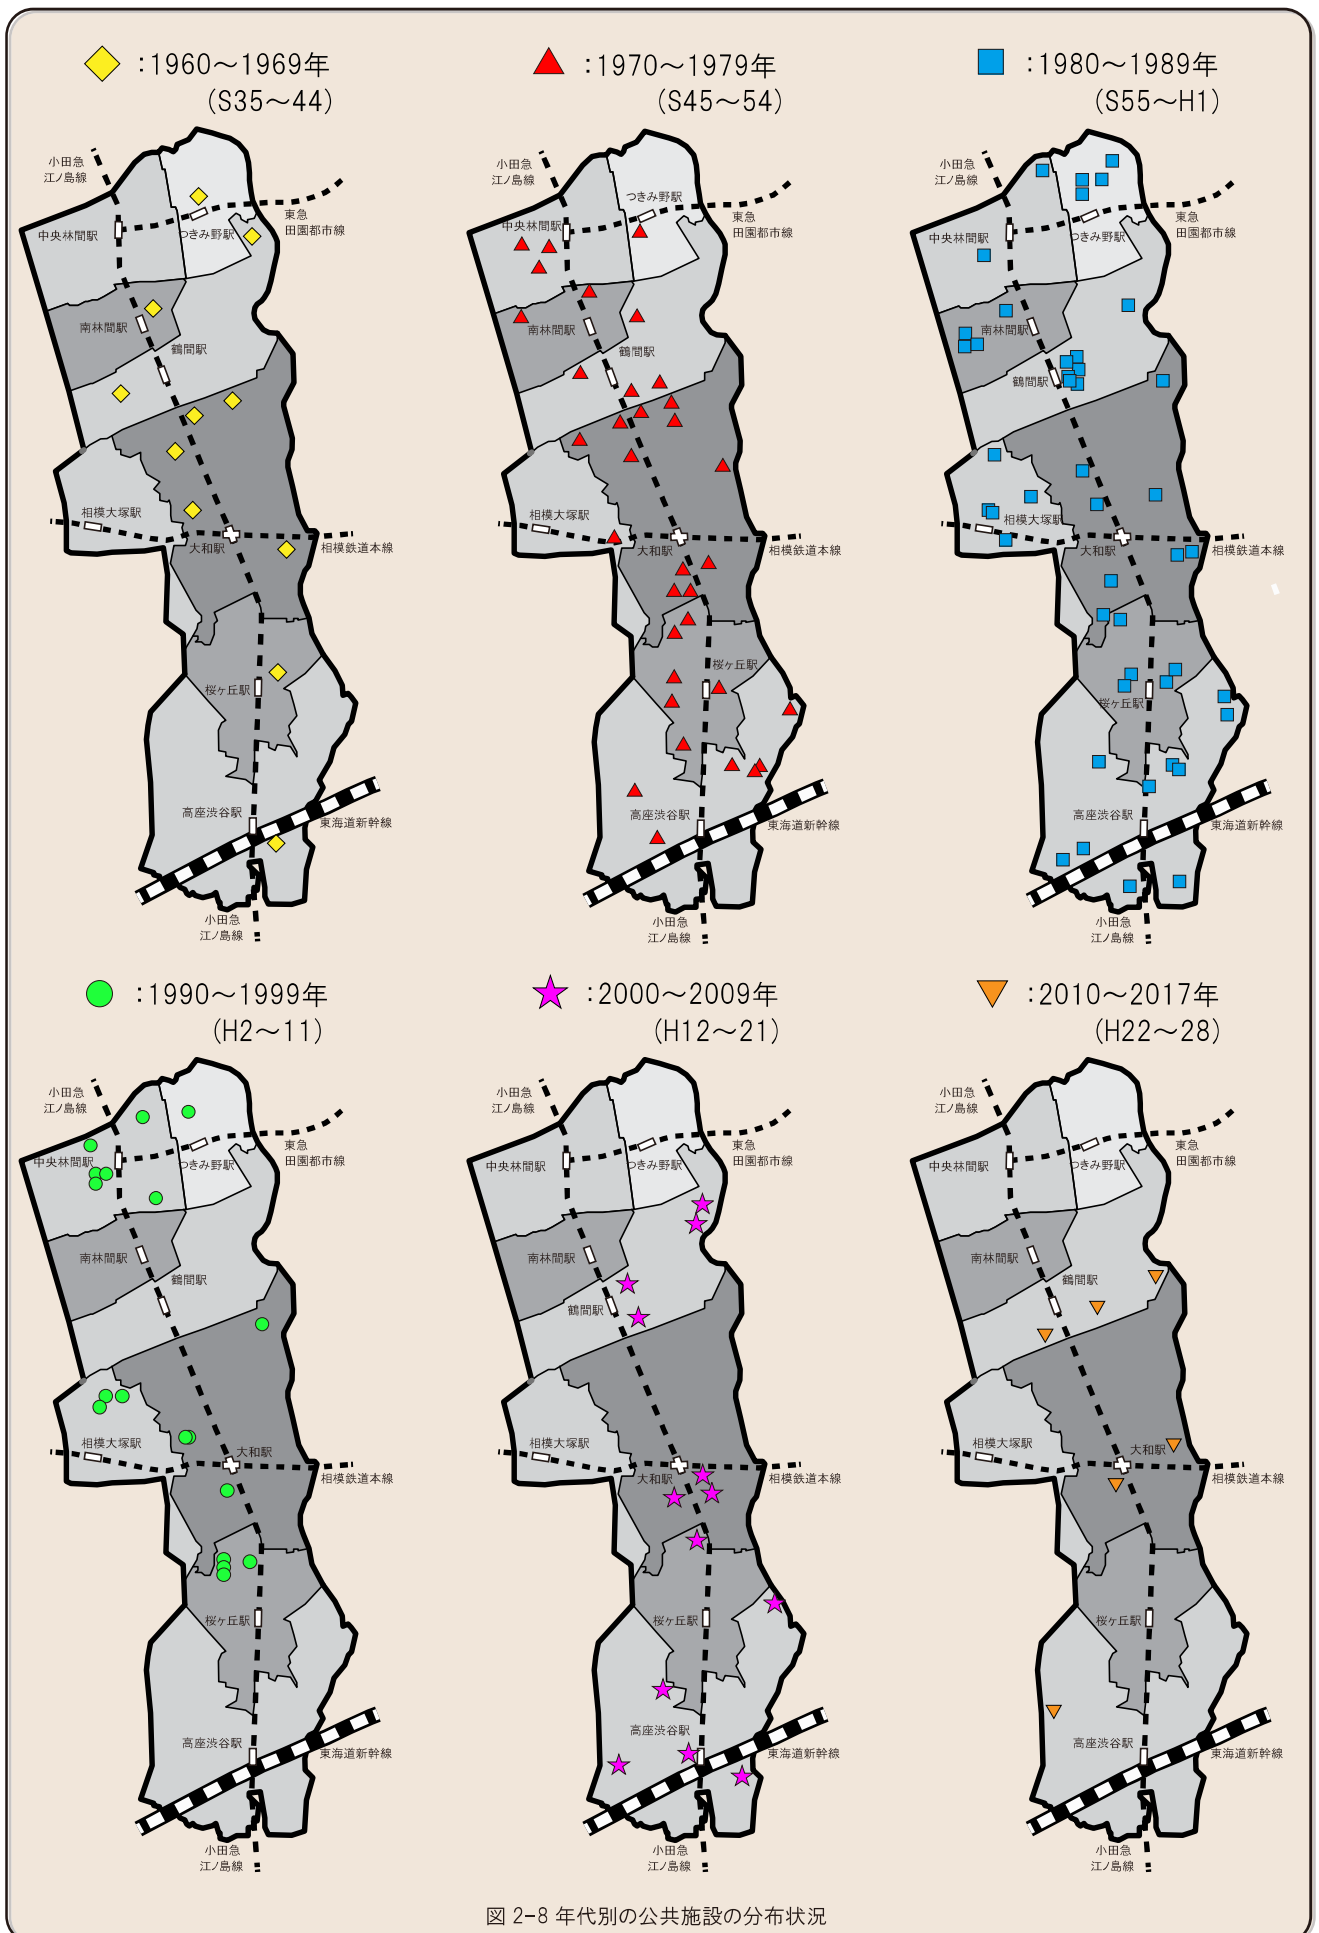 :1960～1969年
(S35～44)
小田急
江ノ島線
東急
田園都市線
中央林間駅
つきみ野駅
南林間駅
鶴間駅
相模大塚駅
大和駅
相模鉄道本線
桜ヶ丘駅
高座渋谷駅
東海道新幹線
小田急
江ノ島線
:1970～1979年
(S45～54)
小田急
江ノ島線
つきみ野駅
東急
田園都市線
中央林間駅
南林間駅
鶴間駅
相模大塚駅
大和駅
相模鉄道本線
桜ヶ丘駅
高座渋谷駅
東海道新幹線
小田急
江ノ島線
:1980～1989年
(S55～H1)
小田急
江ノ島線
東急
田園都市線
中央林間駅
つきみ野駅
南林間駅
鶴間駅
相模大塚駅
大和駅
相模鉄道本線
桜ヶ丘駅
高座渋谷駅
東海道新幹線
小田急
江ノ島線
:1990～1999年
(H2～11)
小田急
江ノ島線
東急
田園都市線
中央林間駅
つきみ野駅
南林間駅
鶴間駅
相模大塚駅
大和駅
相模鉄道本線
桜ヶ丘駅
高座渋谷駅
東海道新幹線
小田急
江ノ島線
:2000～2009年
(H12～21)
小田急
江ノ島線
東急
田園都市線
中央林間駅
つきみ野駅
南林間駅
鶴間駅
相模大塚駅
大和駅
相模鉄道本線
桜ヶ丘駅
高座渋谷駅
東海道新幹線
小田急
江ノ島線
:2010～2017年
(H22～28)
小田急
江ノ島線
東急
田園都市線
中央林間駅
つきみ野駅
南林間駅
鶴間駅
相模大塚駅
大和駅
相模鉄道本線
桜ヶ丘駅
高座渋谷駅
東海道新幹線
小田急
江ノ島線
図 2-8 年代別の公共施設の分布状況